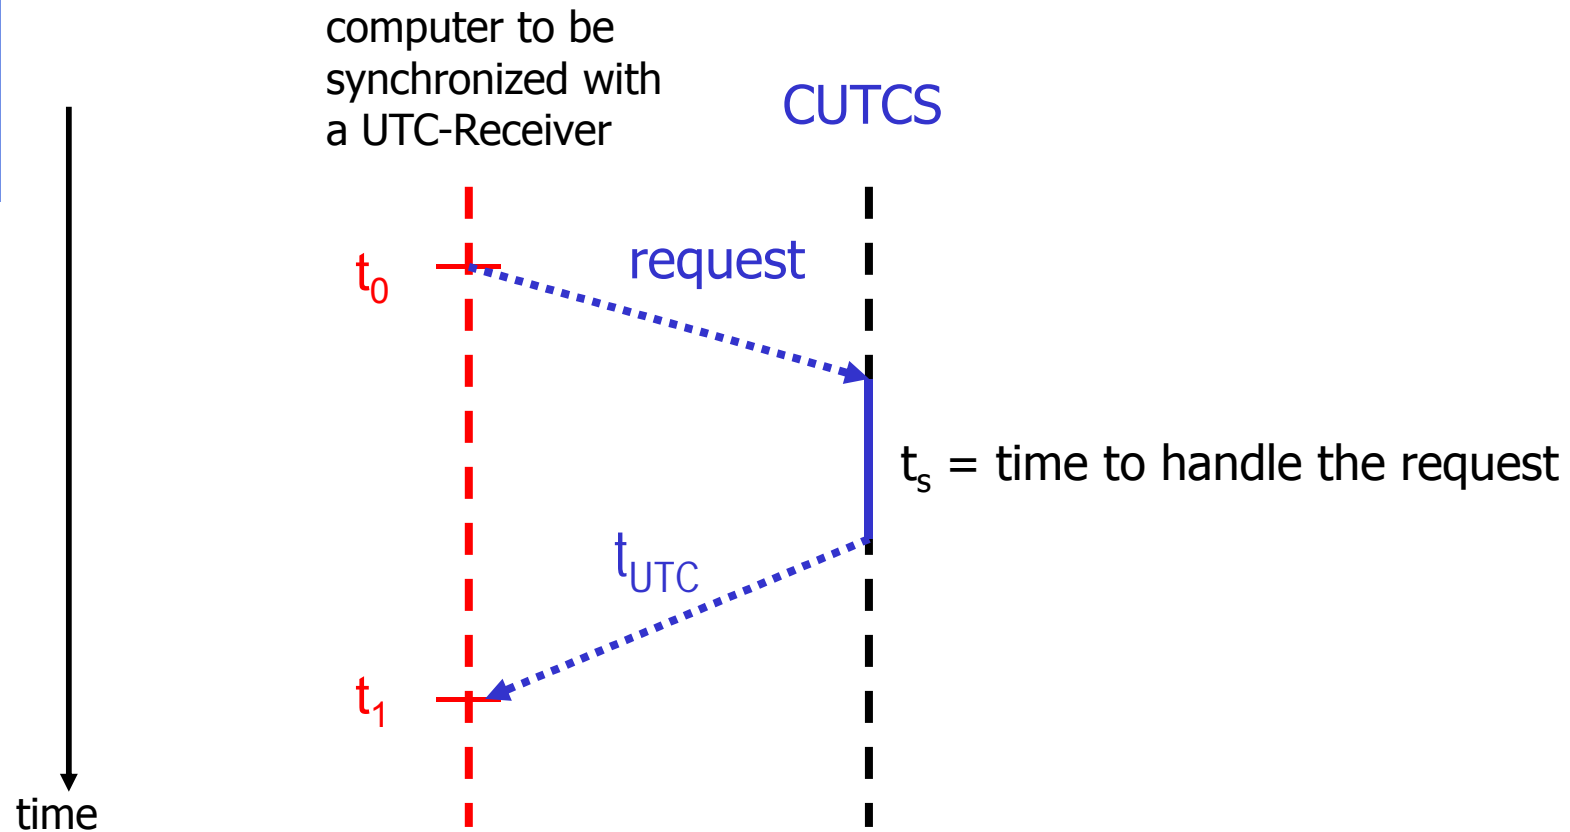 computer to be
synchronized with
a UTC-Receiver
CUTCS
t0
request
ts = time to handle the request
tUTC
t1
time